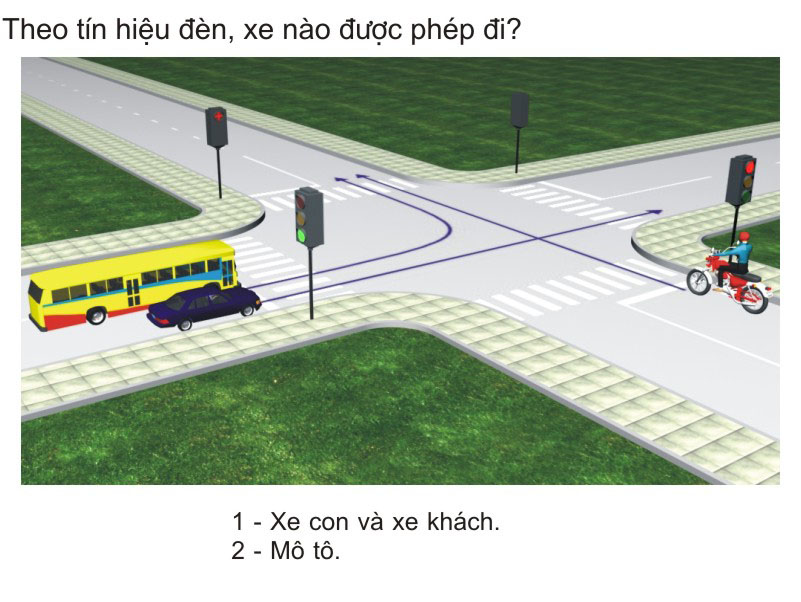 Theo tín hiệu đèn, xe nào được phép đi?
1 - Xe con và xe khách.
2 - Mô tô.